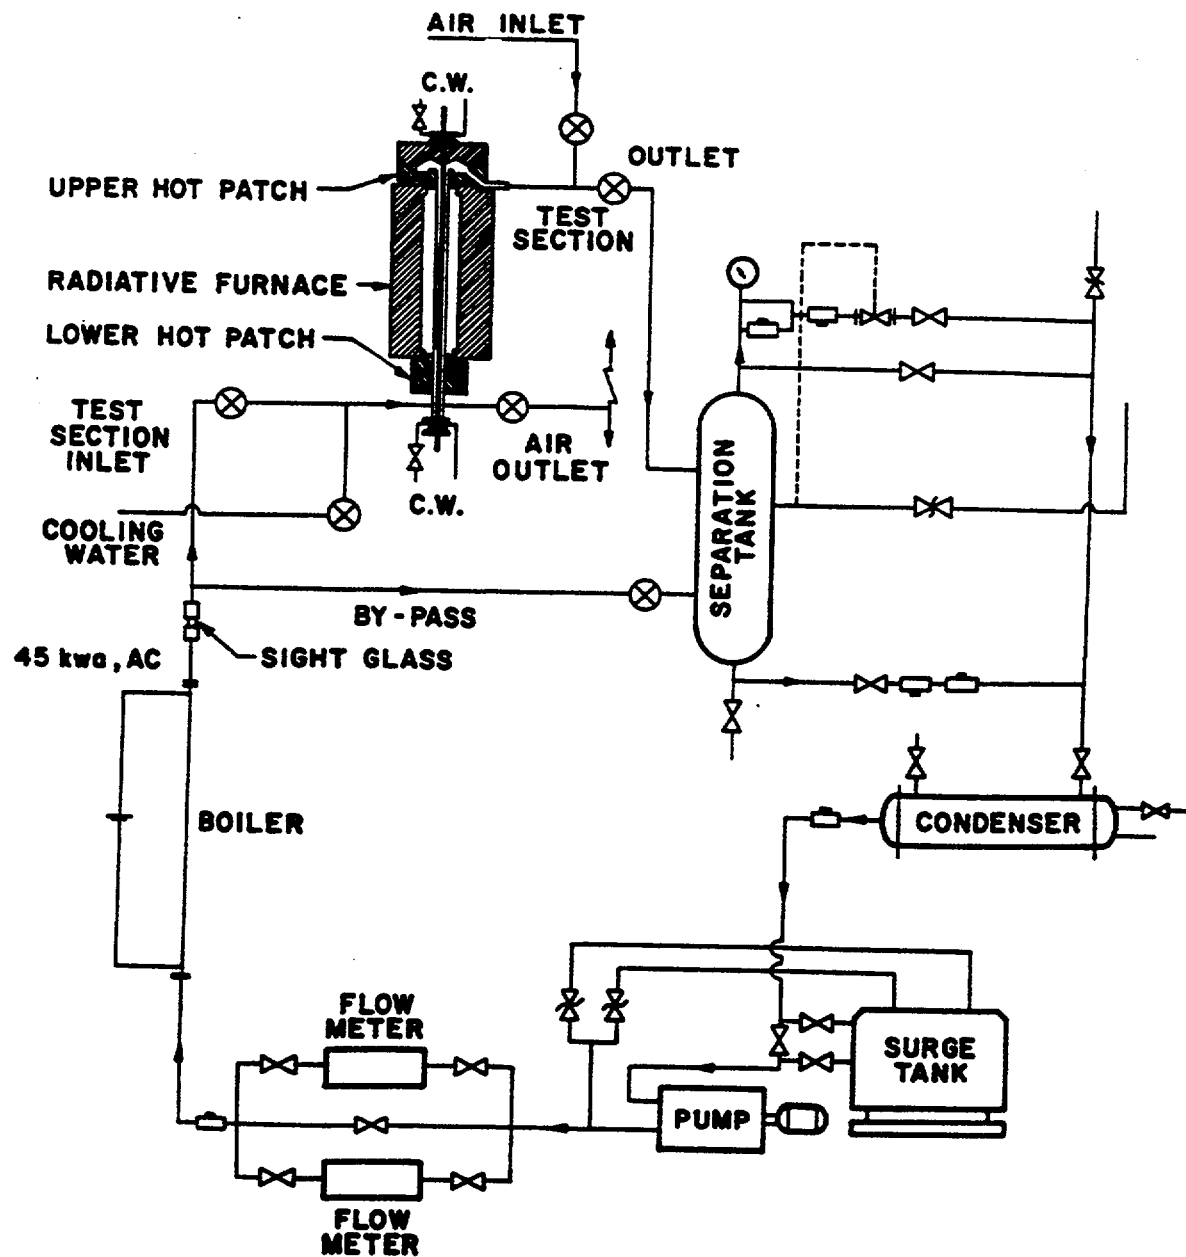 AIR INLET
C.W.
OUTLET
UPPER HOT PATCH
TEST
SECTION
RADIATIVE FURNACE
LOWER HOT PATCH
TEST
SECTION
INLET
AIR
OUTLET
C.W.
COOLING
WATER
SEPARATION
TANK
BY-PASS
45 kwa, AC
SIGHT GLASS
BOILER
CONDENSER
FLOW
METER
SURGE
TANK
PUMP
FLOW
METER